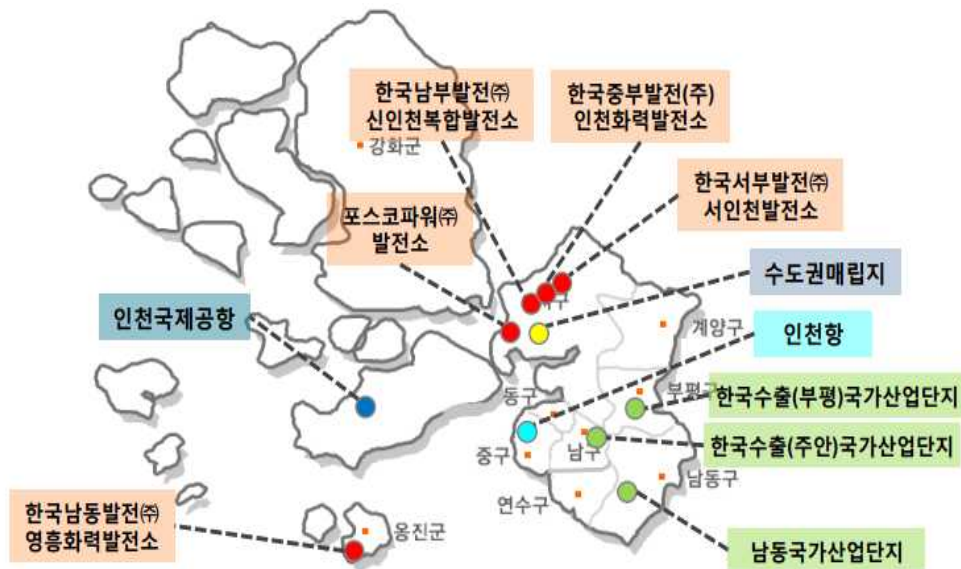 한국남부발전㈜
신인천복합발전소
한국중부발전(주)
인천화력발전소
강화군
한국서부발전㈜
서인천발전소
포스코파워㈜
발전소
수도권매립지
인천국제공항
계양구
인천항
동구
부평구
한국수출(부평)국가산업단지
중구
남구
한국수출(주안)국가산업단지
남동구
연수구
한국남동발전㈜
영흥화력발전소
옹진군
남동국가산업단지